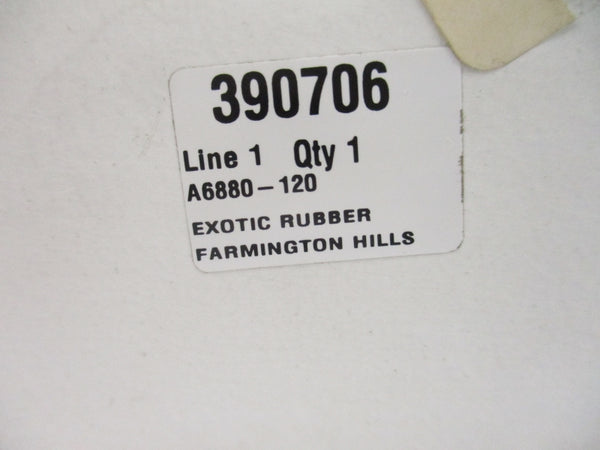 390706
Line 1 Qty 1
A6880-120
EXOTIC RUBBER
FARMINGTON HILLS